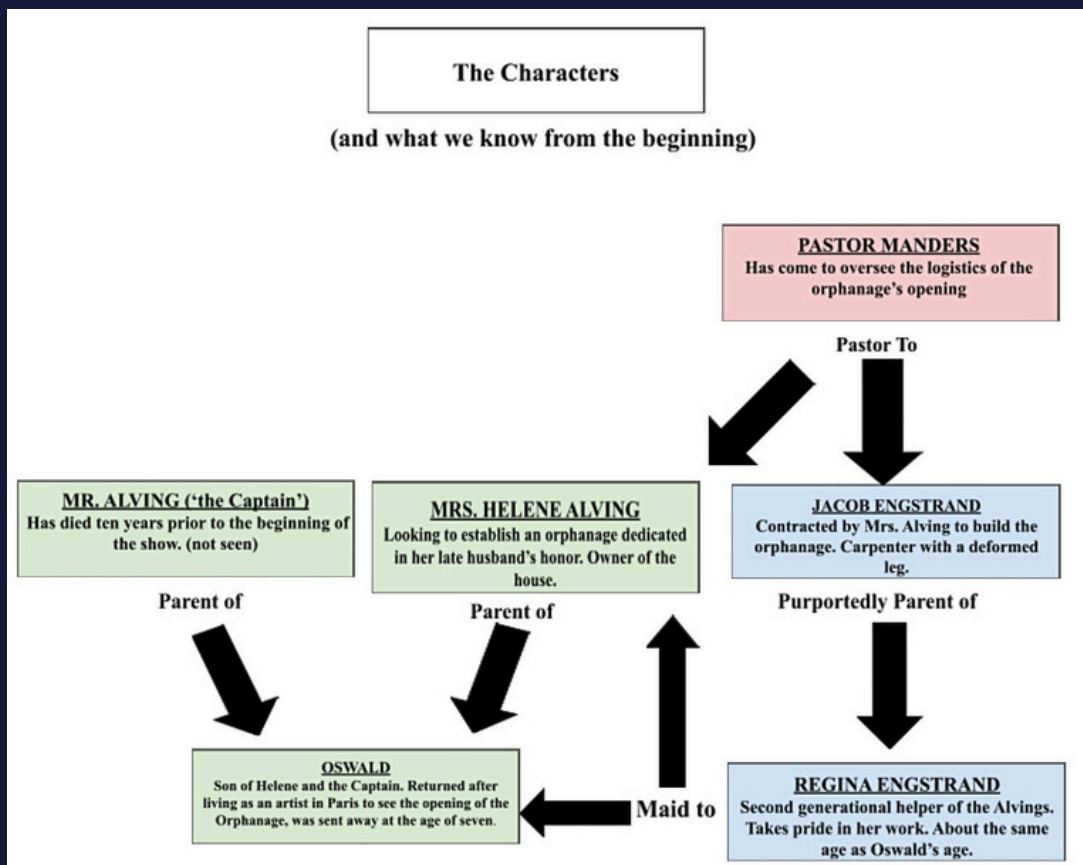 The Characters
(and what we know from the beginning)
PASTOR MANDERS
Has come to oversee the logistics of the
orphanage's opening
Pastor To
MR. ALVING ('the Captain')
Has died ten years prior to the beginning of
the show. (not seen)
Parent of
MRS. HELENE ALVING
Looking to establish an orphanage dedicated
in her late husband's honor. Owner of the
house.
Parent of
JACOB ENGSTRAND
Contracted by Mrs. Alving to build the
orphanage. Carpenter with a deformed
leg.
Purportedly Parent of
OSWALD
Son of Helene and the Captain. Returned after
living as an artist in Paris to see the opening of the
Orphanage, was sent away at the age of seven.
Maid to
REGINA ENGSTRAND
Second generational helper of the Alvings.
Takes pride in her work. About the same
age as Oswald's age.